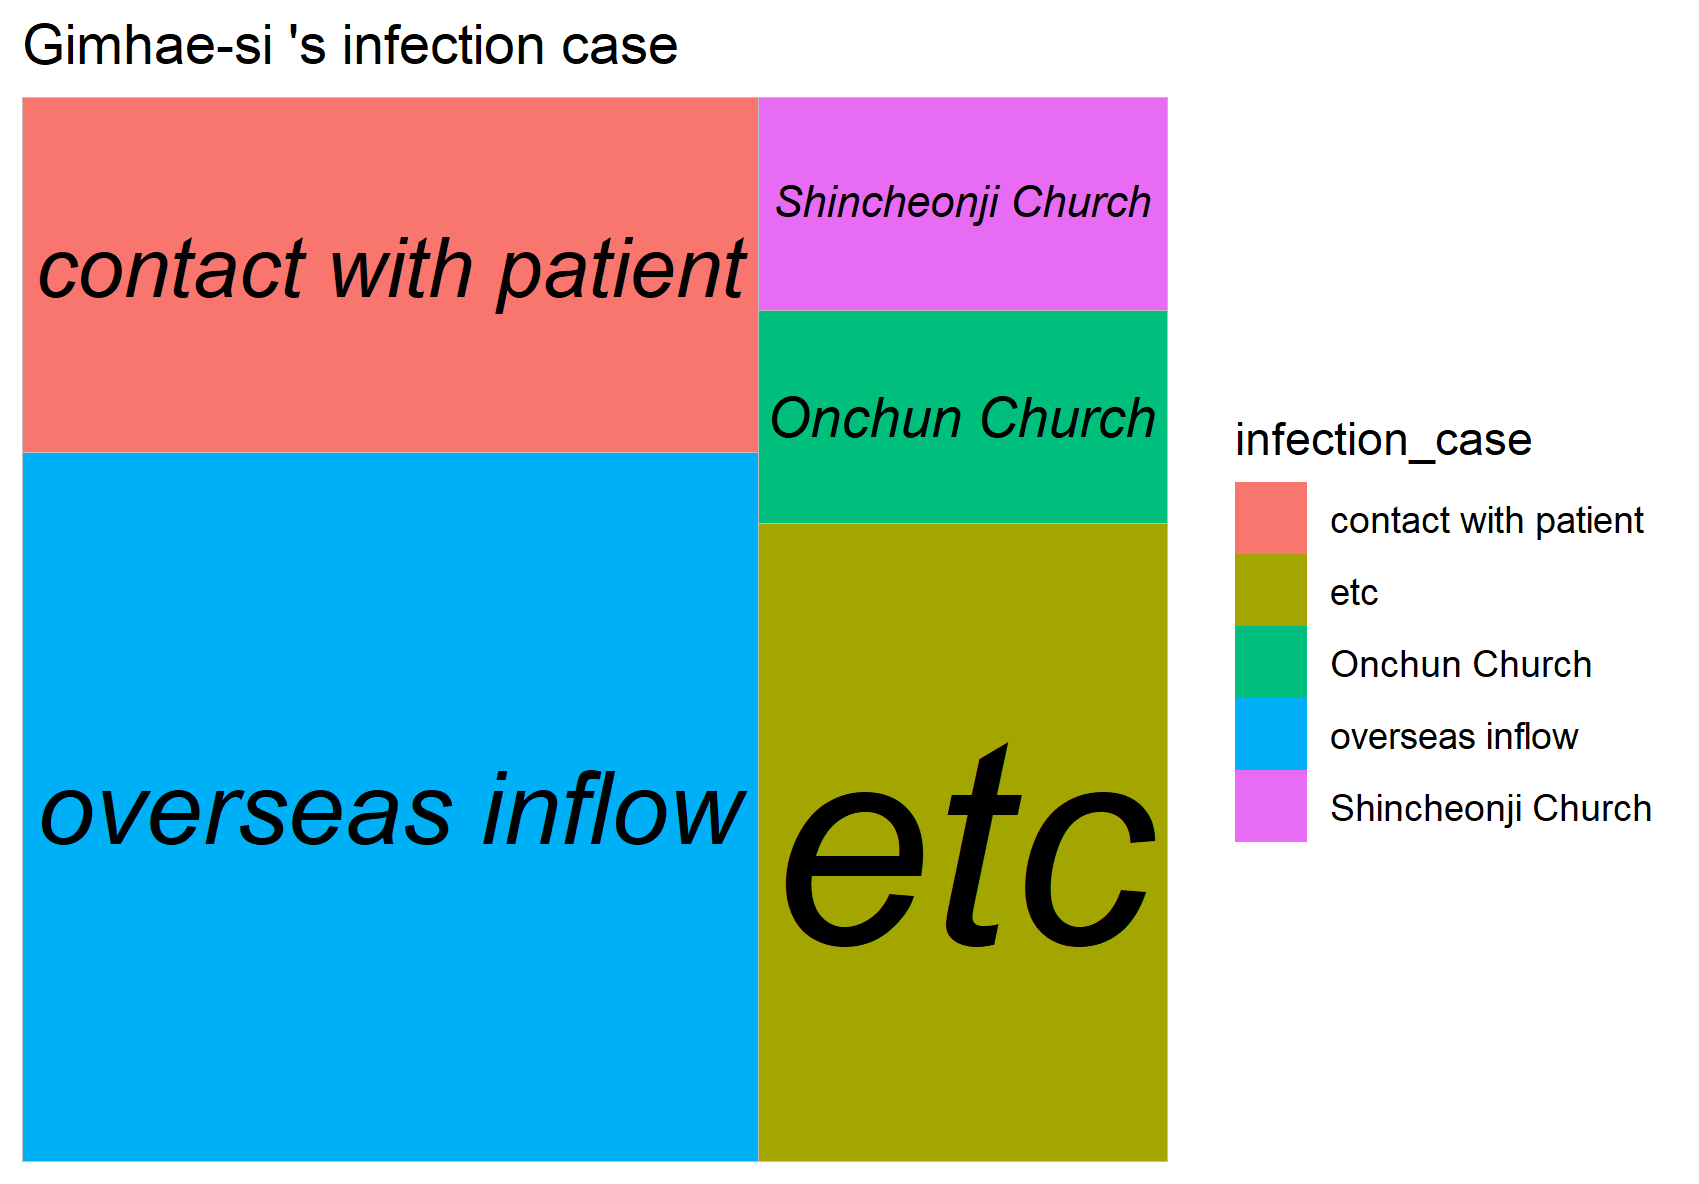 Gimhae-si 's infection case
contact with patient
Shincheonji Church
Onchun Church
overseas inflow
etc
infection_case
contact with patient
etc
Onchun Church
overseas inflow
Shincheonji Church